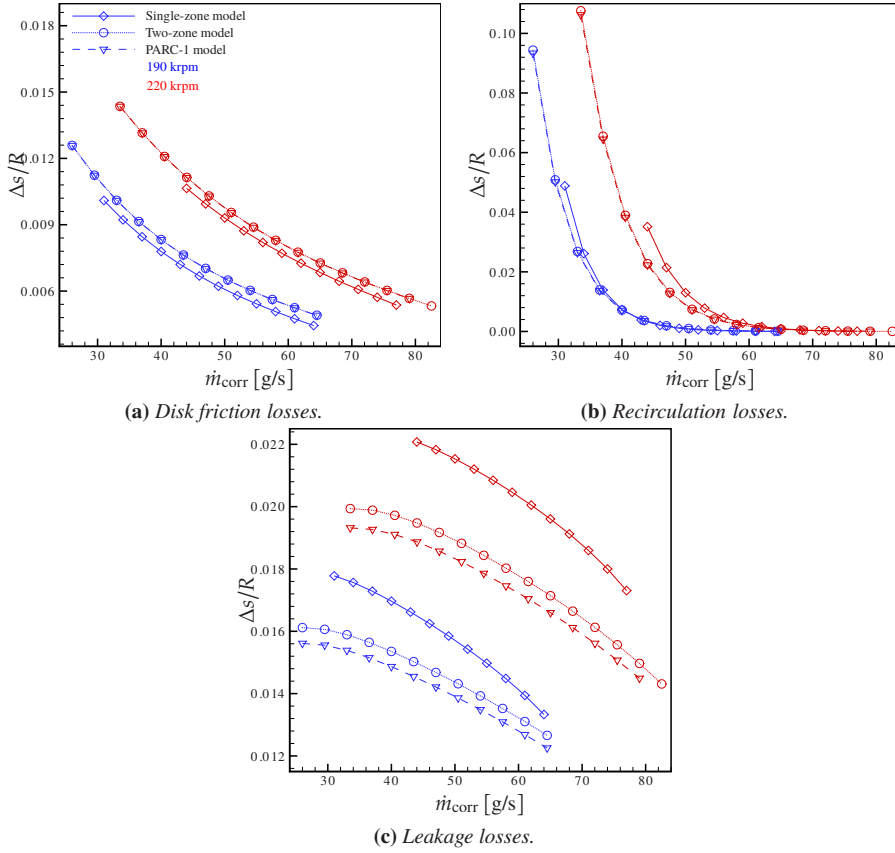 0.018
0.015
0.012
0.009
0.006
Δs/R
Single-zone model
Two-zone model
PARC-1 model
190 krpm
220 krpm
30 40 50 60 70 80
ṁcorr [g/s]
(a) Disk friction losses.
0.10
0.08
0.06
0.04
0.02
0.00
Δs/R
30 40 50 60 70 80
ṁcorr [g/s]
(b) Recirculation losses.
0.022
0.020
0.018
0.016
0.014
0.012
Δs/R
30 40 50 60 70 80
ṁcorr [g/s]
(c) Leakage losses.